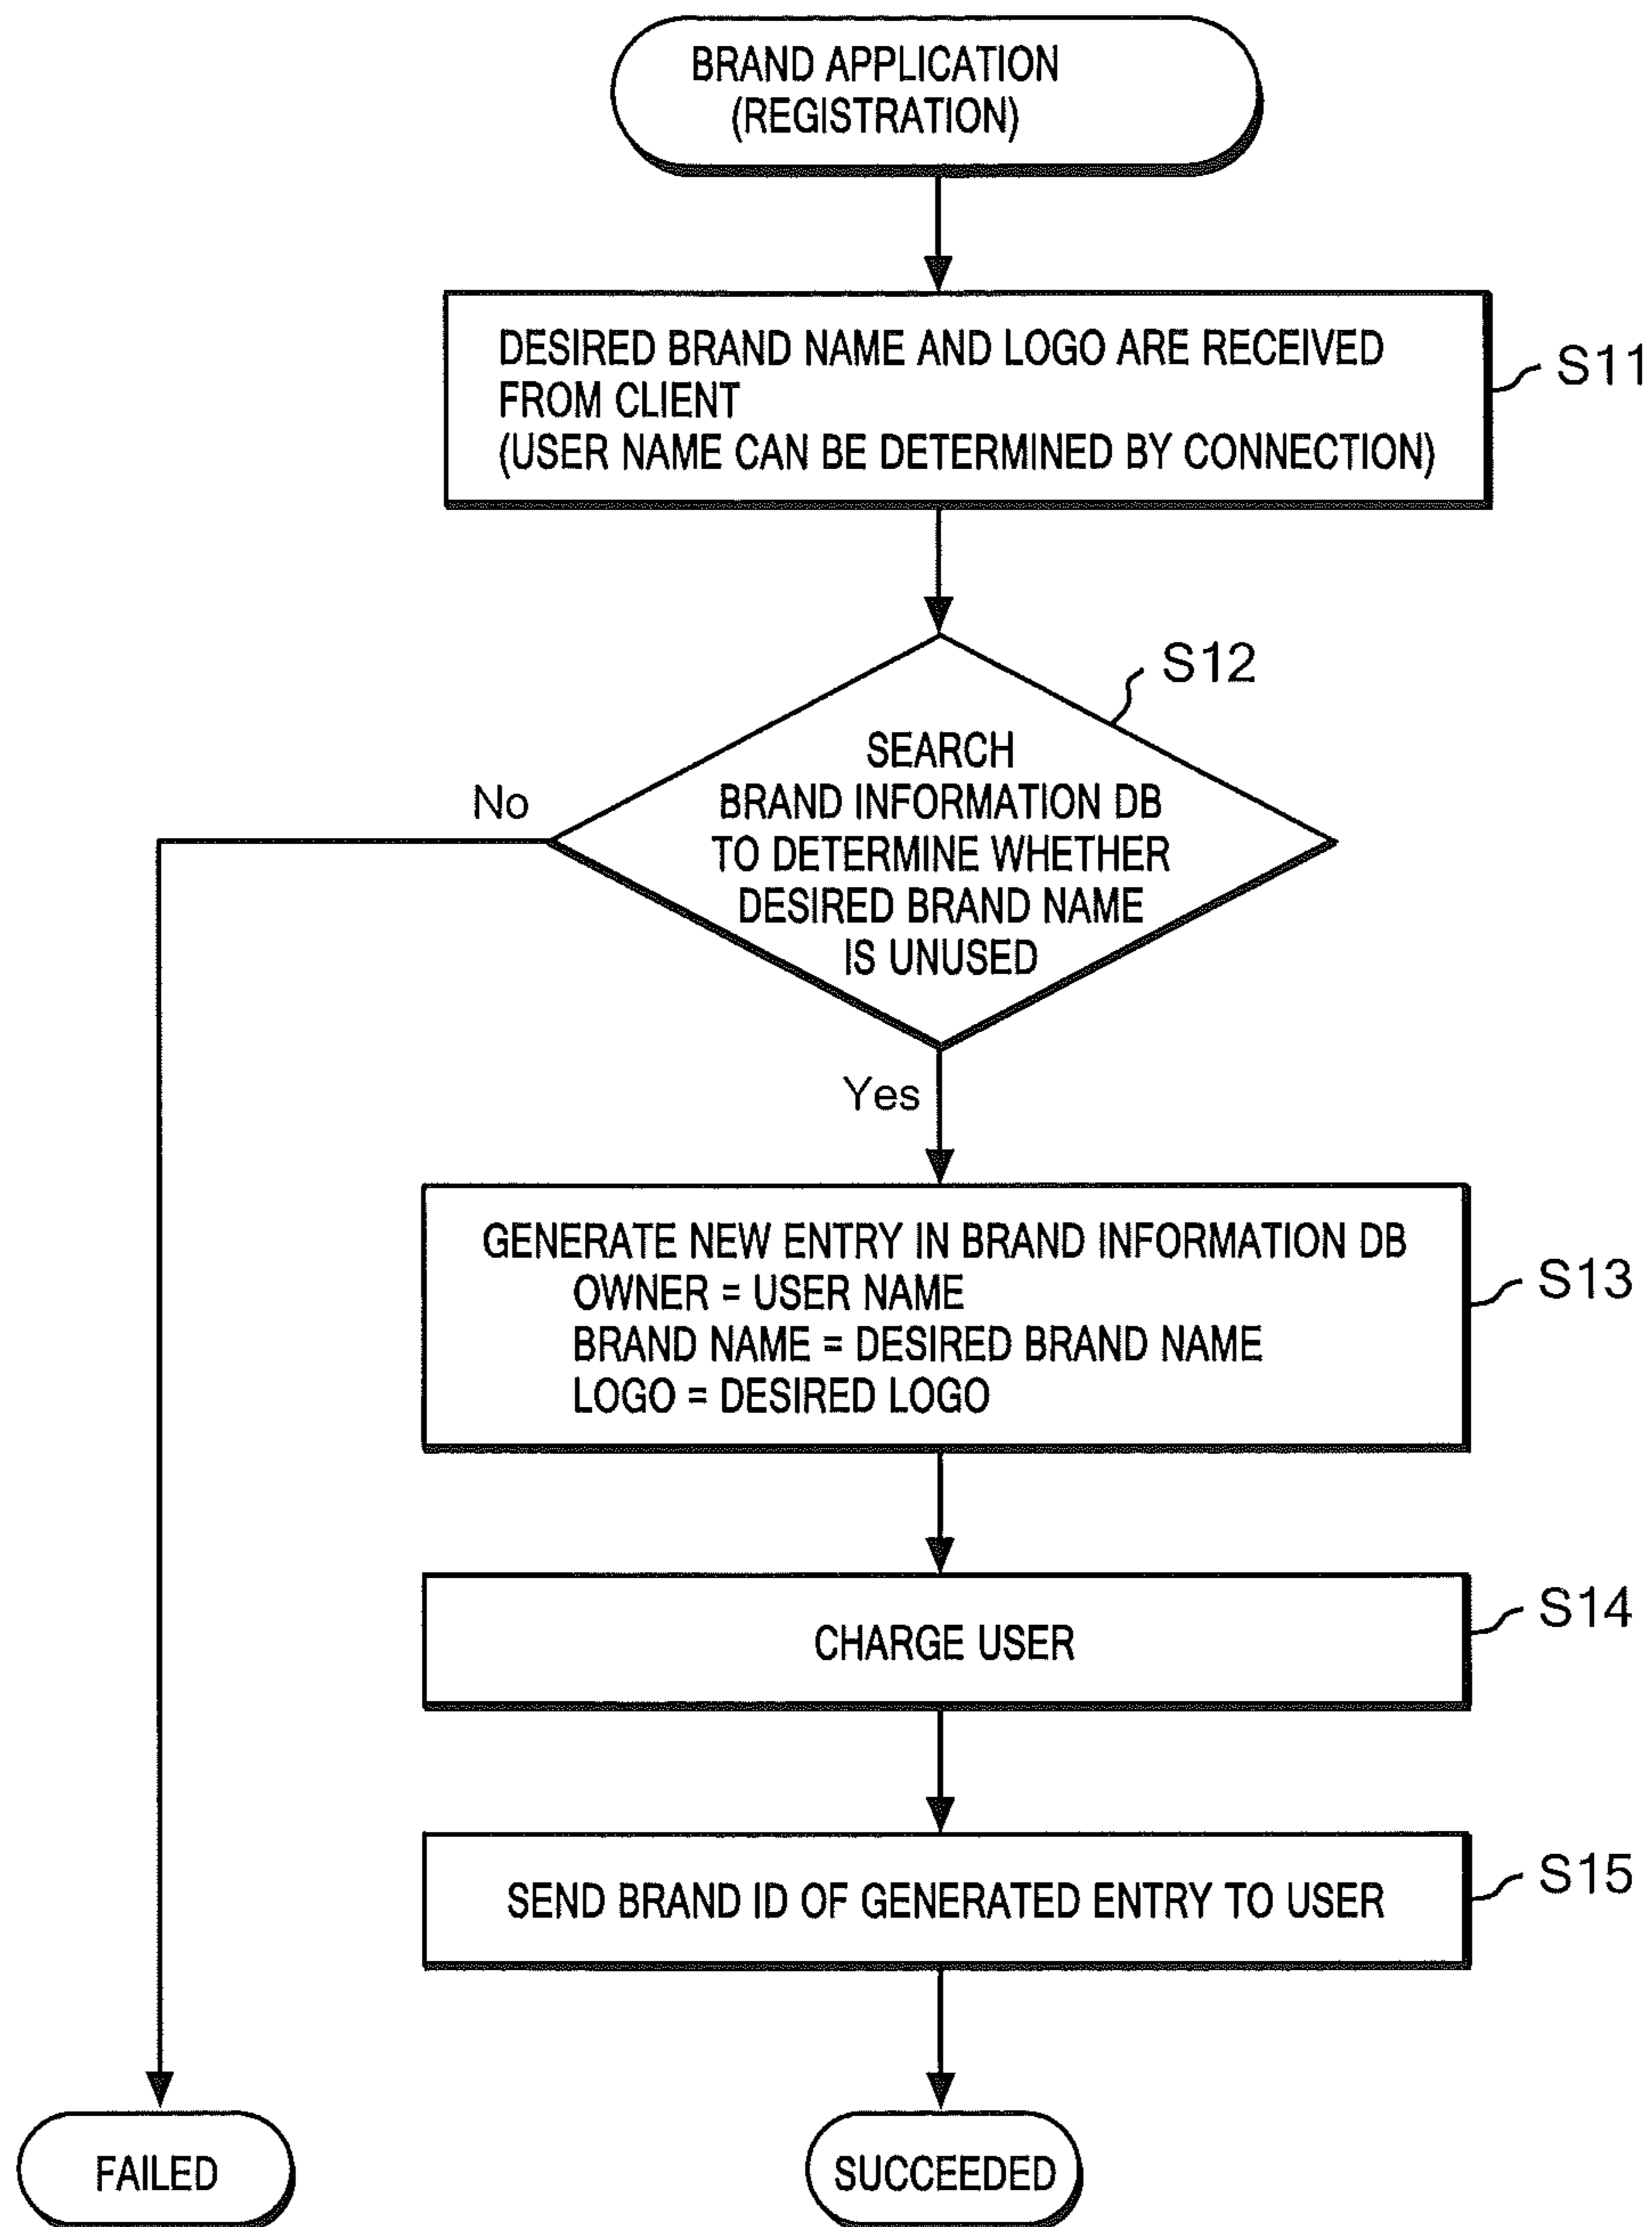 BRAND APPLICATION
(REGISTRATION)
DESIRED BRAND NAME AND LOGO ARE RECEIVED
FROM CLIENT
(USER NAME CAN BE DETERMINED BY CONNECTION)
S11
S12
SEARCH
BRAND INFORMATION DB
TO DETERMINE WHETHER
DESIRED BRAND NAME
IS UNUSED
No
Yes
GENERATE NEW ENTRY IN BRAND INFORMATION DB
OWNER = USER NAME
BRAND NAME = DESIRED BRAND NAME
LOGO = DESIRED LOGO
S13
CHARGE USER
S14
SEND BRAND ID OF GENERATED ENTRY TO USER
S15
FAILED
SUCCEEDED